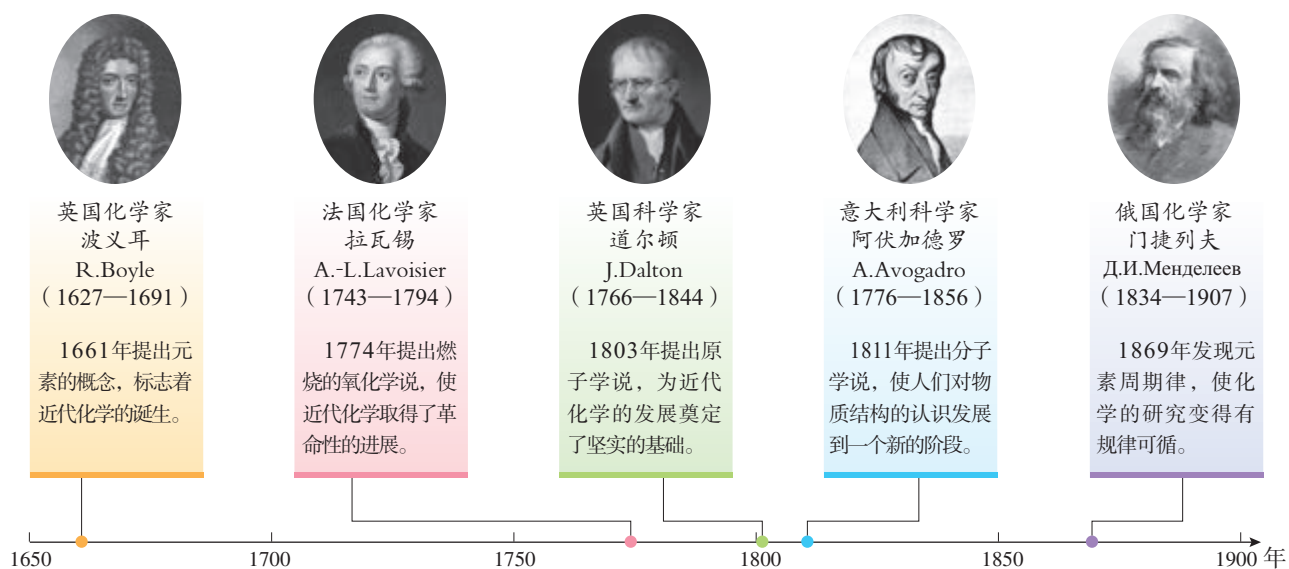 英国化学家
波义耳
R.Boyle
（1627—1691）
1661年提出元
素的概念，标志着
近代化学的诞生。
法国化学家
拉瓦锡
A.-L.Lavoisier
（1743—1794）
1774年提出燃
烧的氧化学说，使
近代化学取得了革
命性的进展。
英国科学家
道尔顿
J.Dalton
（1766—1844）
1803年提出原
子学说，为近代
化学的发展奠定
了坚实的基础。
意大利科学家
阿伏加德罗
A.Avogadro
（1776—1856）
1811年提出分子
学说，使人们对物
质结构的认识发展
到一个新的阶段。
俄国化学家
门捷列夫
Д.И.Менделеев
（1834—1907）
1869年发现元
素周期律，使化
学的研究变得有
规律可循。
1650 1700 1750 1800 1850 1900 年